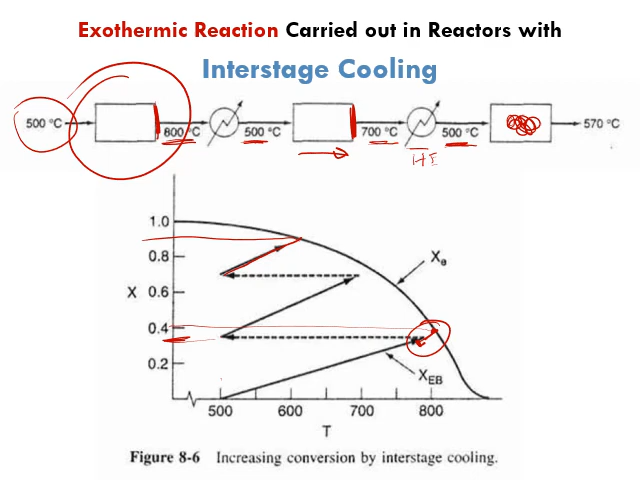 Exothermic Reaction Carried out in Reactors with
Interstage Cooling
500 °C 800 °C 500 °C 700 °C 500 °C 570 °C
HE
1.0
0.8
X 0.6
0.4
0.2
Xe
XEB
500 600 700 800
T
Figure 8-6 Increasing conversion by interstage cooling.